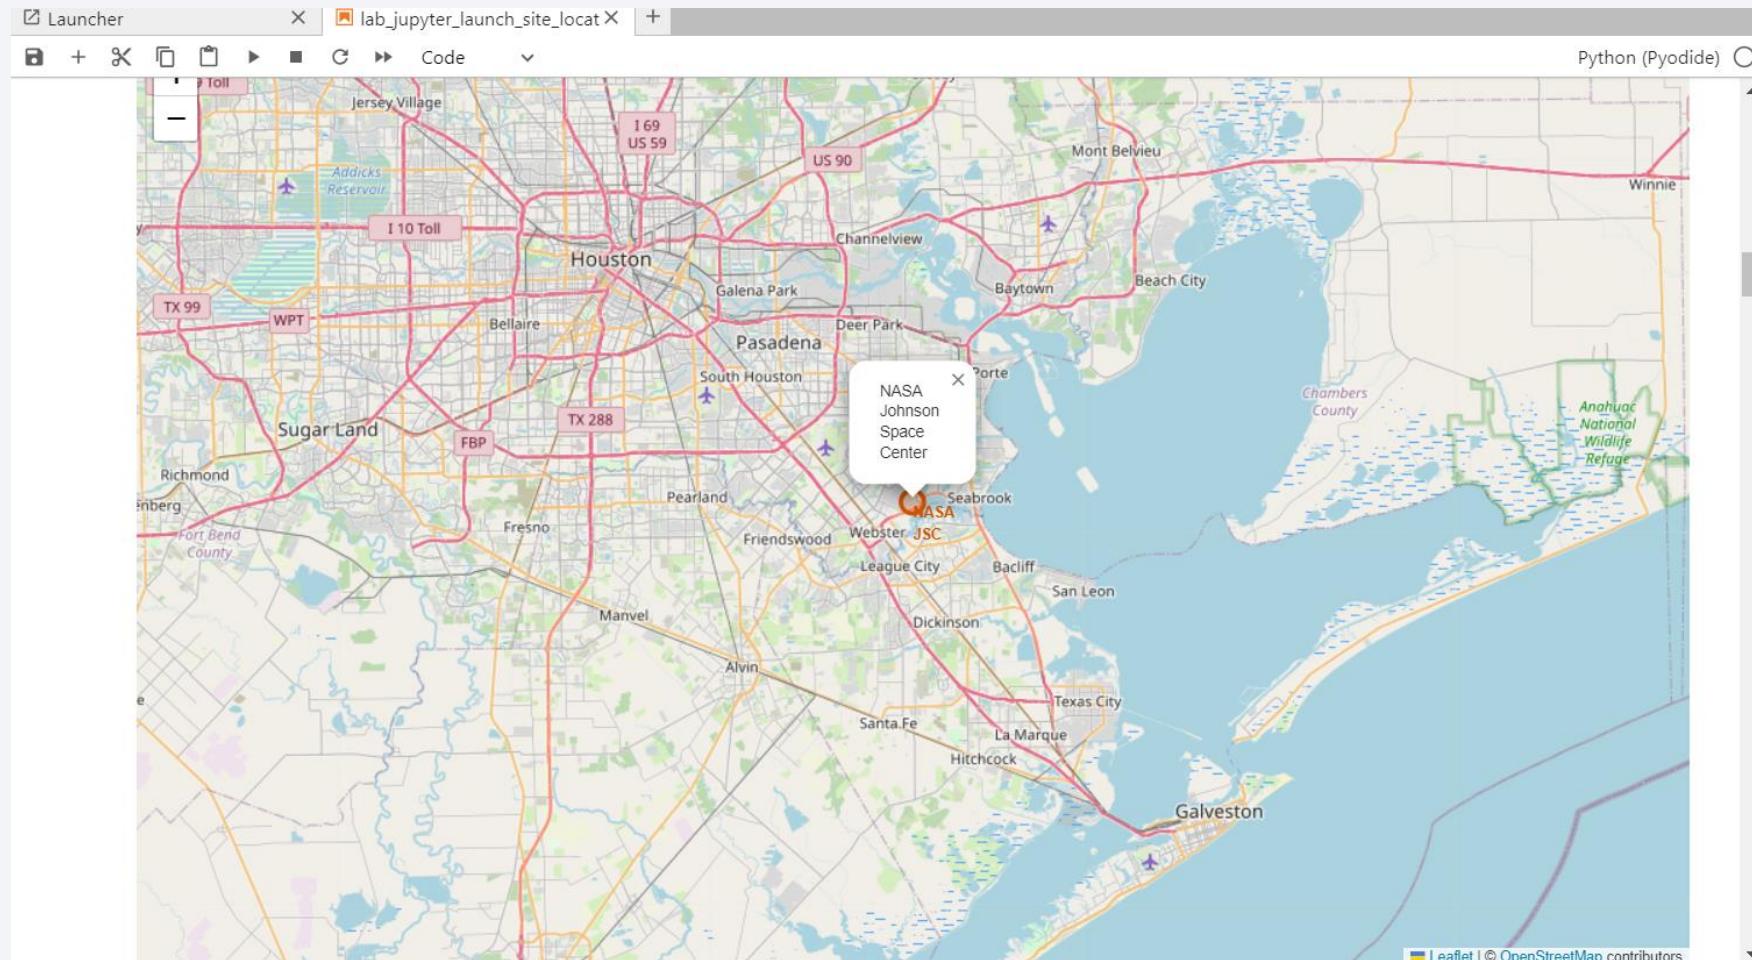 Launcher
lab_jupyter_launch_site_locat
Code
Python (Pyodide)
Toll
Jersey Village
I 69
US 59
US 90
Mont Belvieu
Addicks
Reservoir
Winnie
I 10 Toll
Channelview
Houston
Beach City
Galena Park
Baytown
TX 99
WPT
Bellaire
Deer Park
Pasadena
Porte
South Houston
NASA
Johnson
Space
Center
Chambers
County
Anahuac
National
Wildlife
Refuge
TX 288
Sugar Land
FBP
Richmond
Pearland
Seabrook
enberg
NASA
JSC
Fresno
Webster
Friendswood
Fort Bend
County
League City
Bacliff
San Leon
Manvel
Dickinson
Alvin
Texas City
Santa Fe
La Marque
Hitchcock
Galveston
Leaflet | © OpenStreetMap contributors